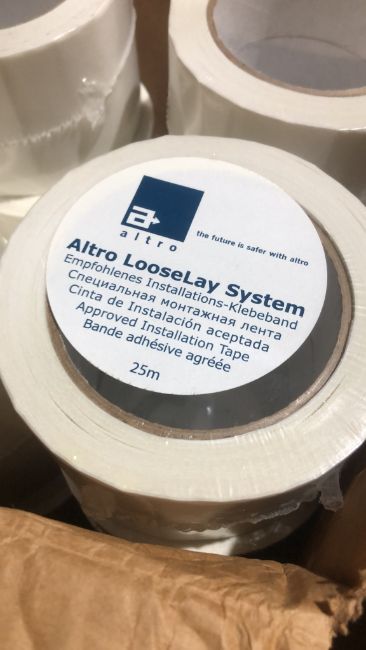 altro
the future is safer with altro
Altro LooseLay System
Empfohlenes Installations-Klebeband
Специальная монтажная лента
Cinta de Instalación aceptada
Approved Installation Tape
Bande adhésive agréée
25m